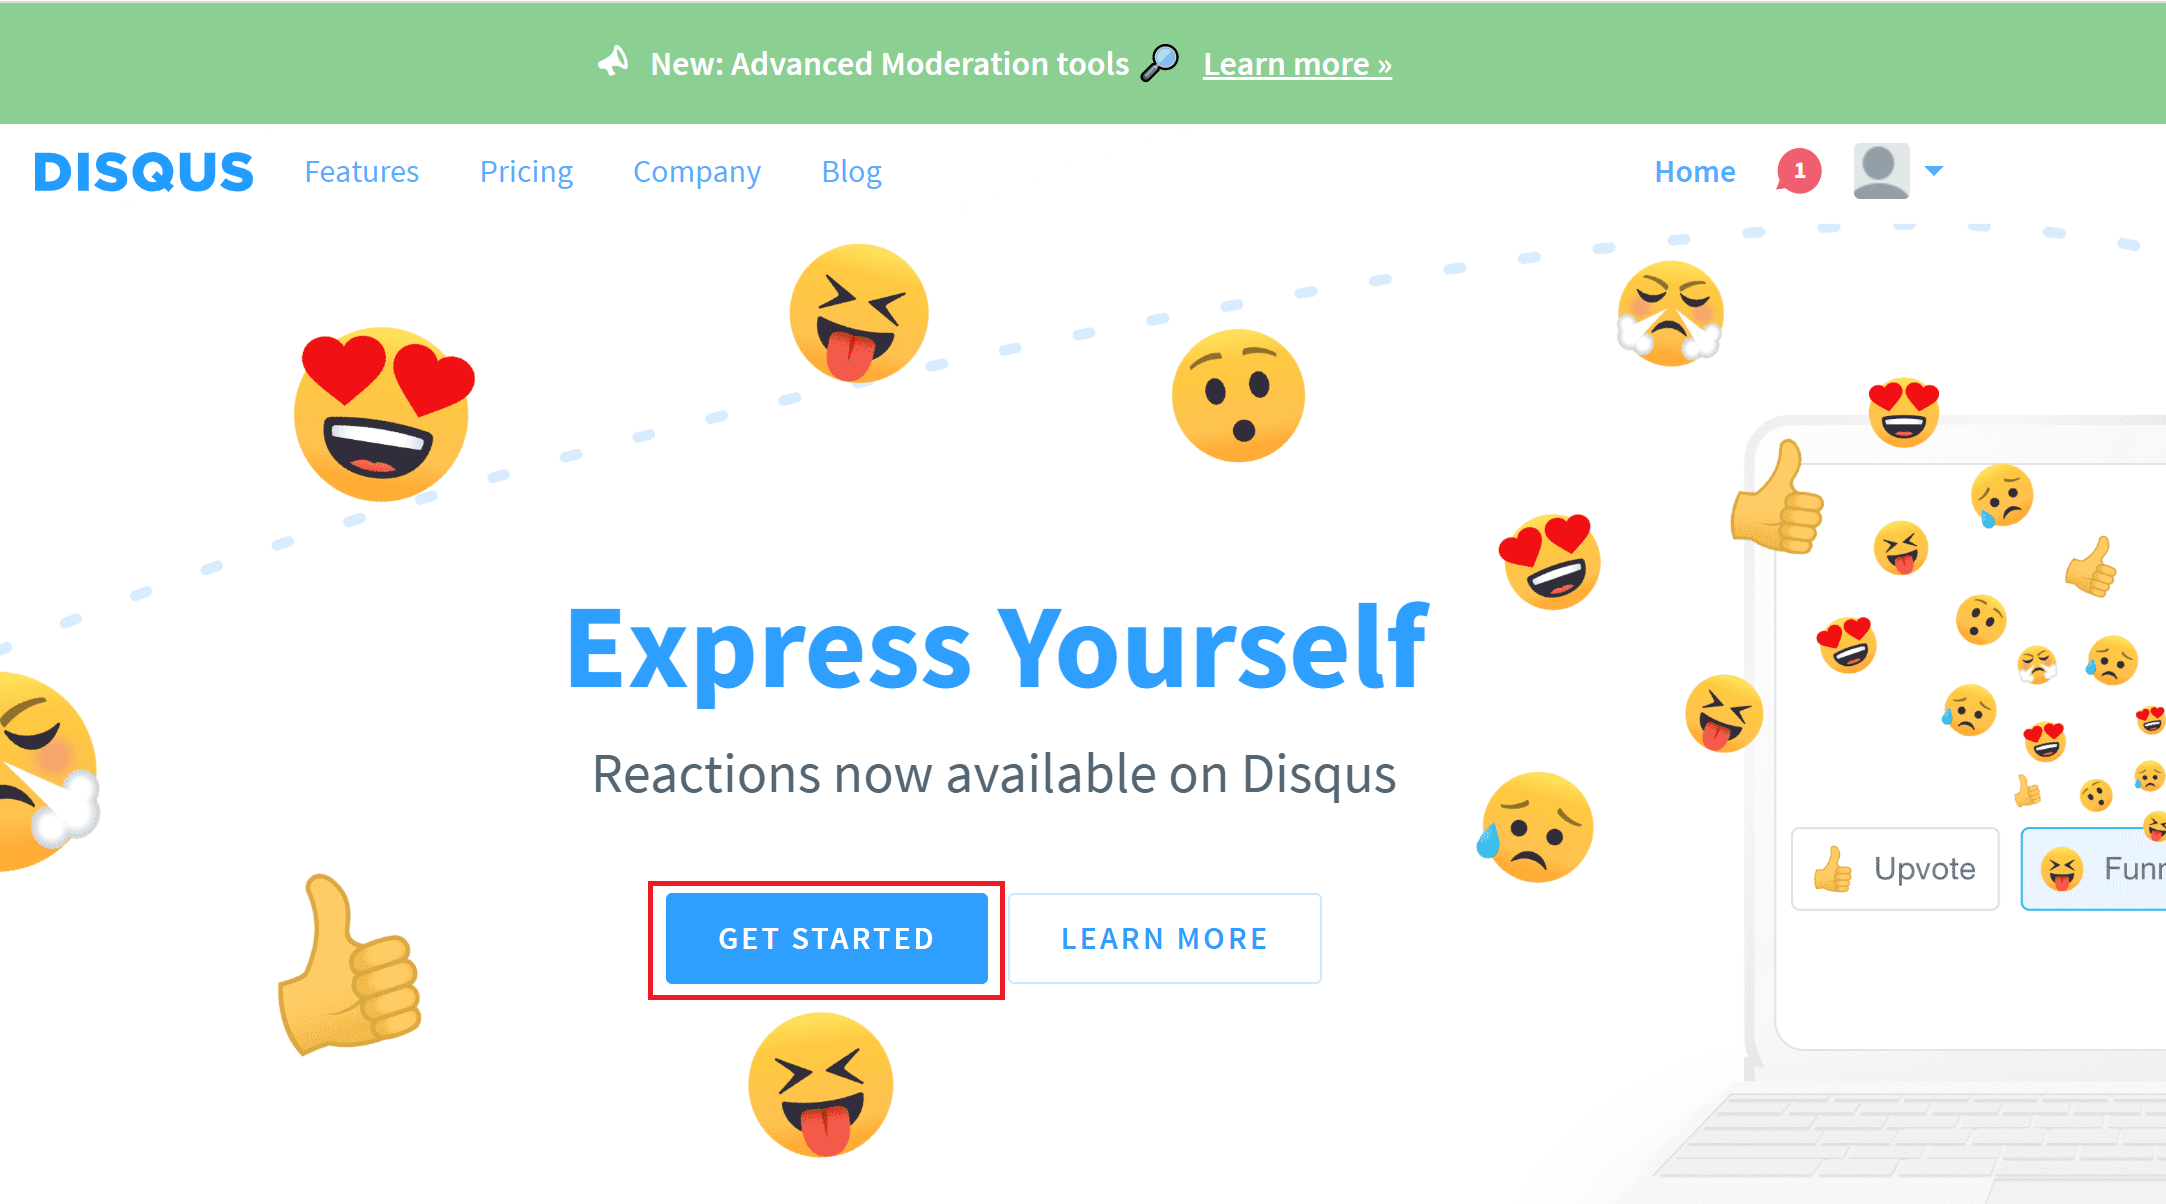 New: Advanced Moderation tools Learn more »
DISQUS Features Pricing Company Blog Home 1
Express Yourself
Reactions now available on Disqus
Upvote
Funn
GET STARTED
LEARN MORE